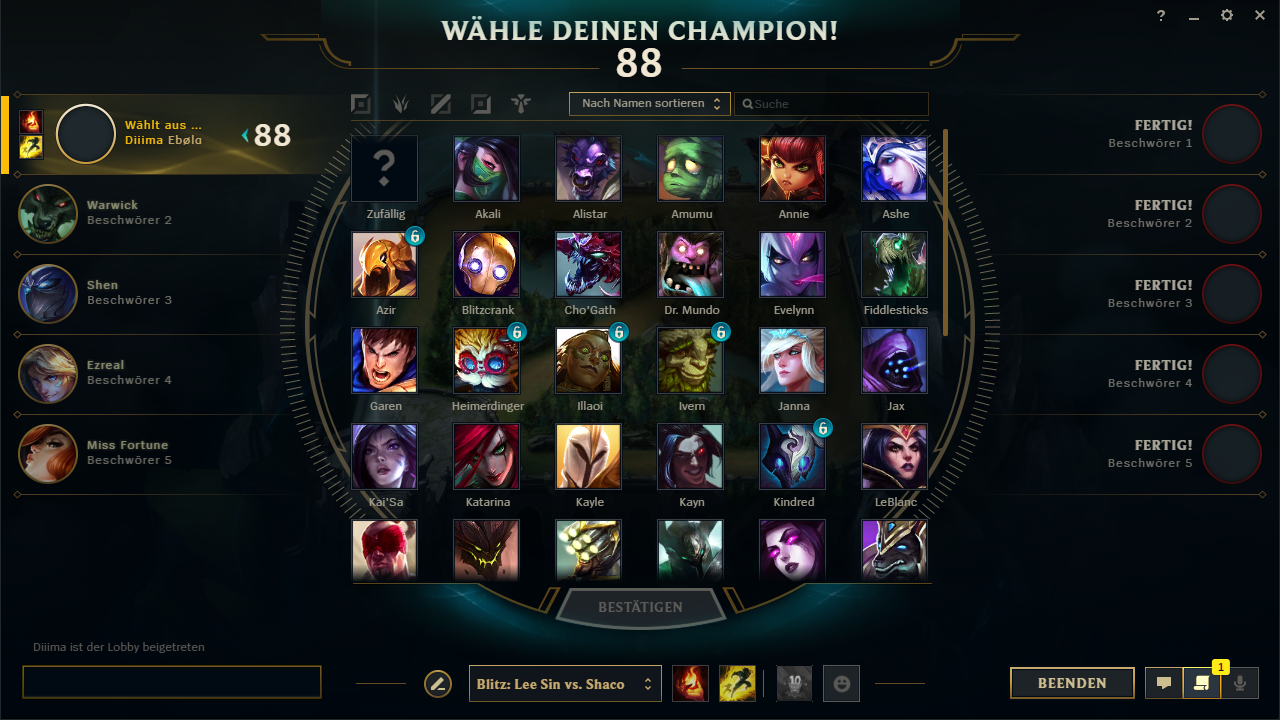 WÄHLE DEINEN CHAMPION!
88
?
Nach Namen sortieren
Suche
Wählt aus ...
Diiima Ebøla
88
Warwick
Beschwörer 2
Shen
Beschwörer 3
Ezreal
Beschwörer 4
Miss Fortune
Beschwörer 5
?
Zufällig
Akali
Alistar
Amumu
Annie
Ashe
Azir
Blitzcrank
Cho'Gath
Dr. Mundo
Evelynn
Fiddlesticks
Garen
Heimerdinger
Illaoi
Ivern
Janna
Jax
Kai'Sa
Katarina
Kayle
Kayn
Kindred
LeBlanc
FERTIG!
Beschwörer 1
FERTIG!
Beschwörer 2
FERTIG!
Beschwörer 3
FERTIG!
Beschwörer 4
FERTIG!
Beschwörer 5
BESTÄTIGEN
Diiima ist der Lobby beigetreten
Blitz: Lee Sin vs. Shaco
10
BEENDEN
1